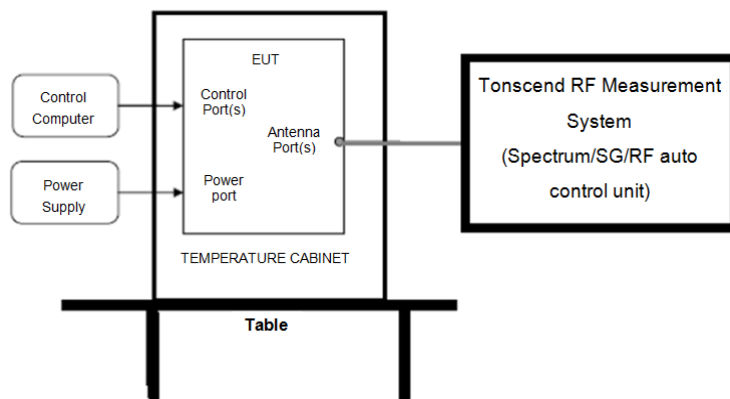 EUT
Control
Computer
Control
Port(s)
Antenna
Port(s)
Power
Supply
Power
port
TEMPERATURE CABINET
Table
Tonscend RF Measurement
System
(Spectrum/SG/RF auto
control unit)